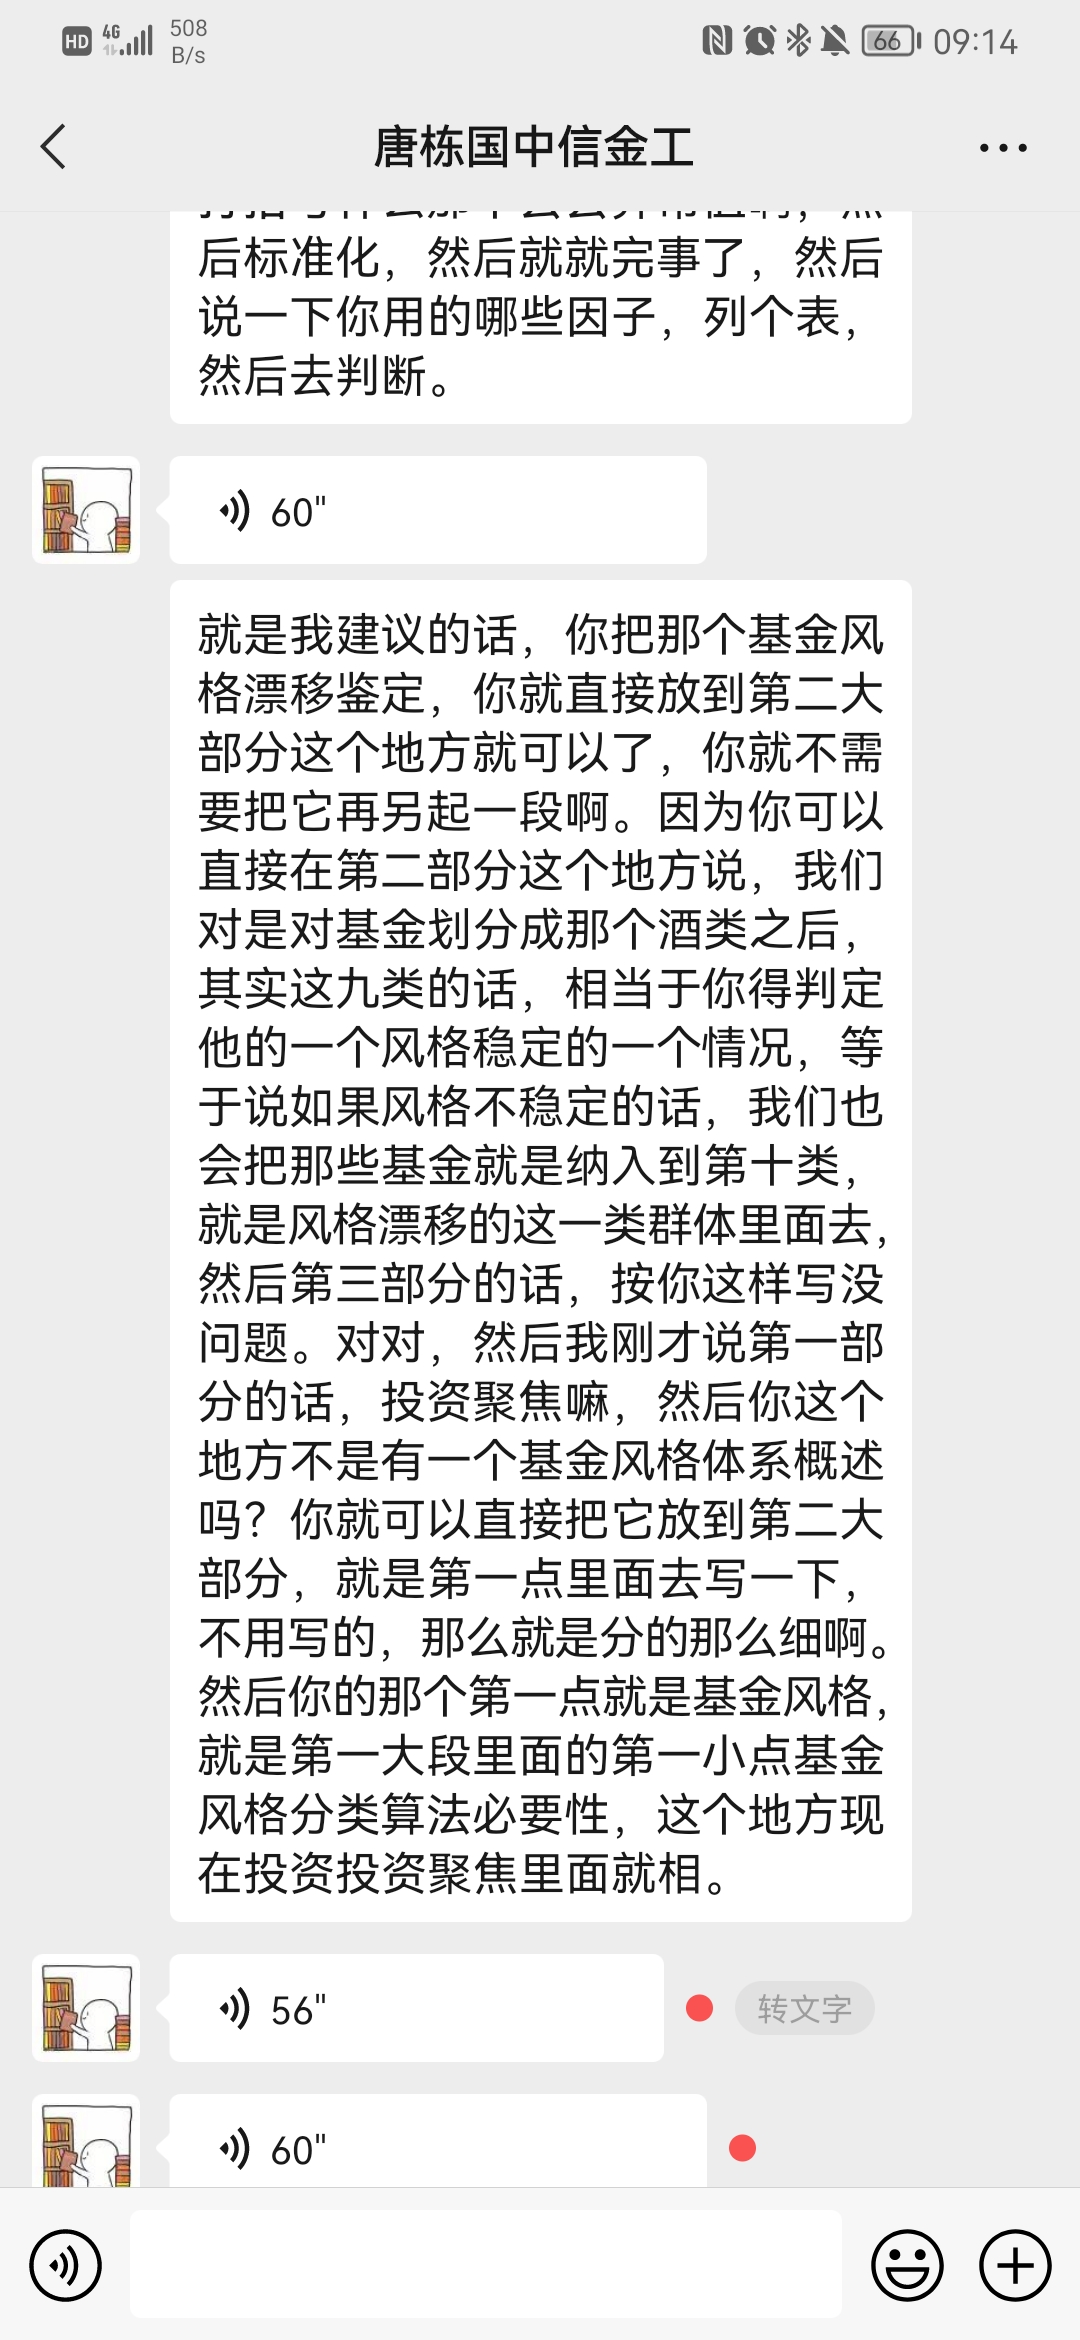 HD 4G 508 B/s 66 09:14
唐栋国中信金工
后标准化，然后就就完事了，然后
说一下你用的哪些因子，列个表，
然后去判断。
60"
就是我建议的话，你把那个基金风
格漂移鉴定，你就直接放到第二大
部分这个地方就可以了，你就不需
要把它再另起一段啊。因为你可以
直接在第二部分这个地方说，我们
对是对基金划分成那个酒类之后，
其实这九类的话，相当于你得判定
他的一个风格稳定的一个情况，等
于说如果风格不稳定的话，我们也
会把那些基金就是纳入到第十类，
就是风格漂移的这一类群体里面去，
然后第三部分的话，按你这样写没
问题。对对，然后我刚才说第一部
分的话，投资聚焦嘛，然后你这个
地方不是有一个基金风格体系概述
吗？你就可以直接把它放到第二大
部分，就是第一点里面去写一下，
不用写的，那么就是分的那么细啊。
然后你的那个第一点就是基金风格，
就是第一大段里面的第一小点基金
风格分类算法必要性，这个地方现
在投资投资聚焦里面就相。
56" 转文字
60"